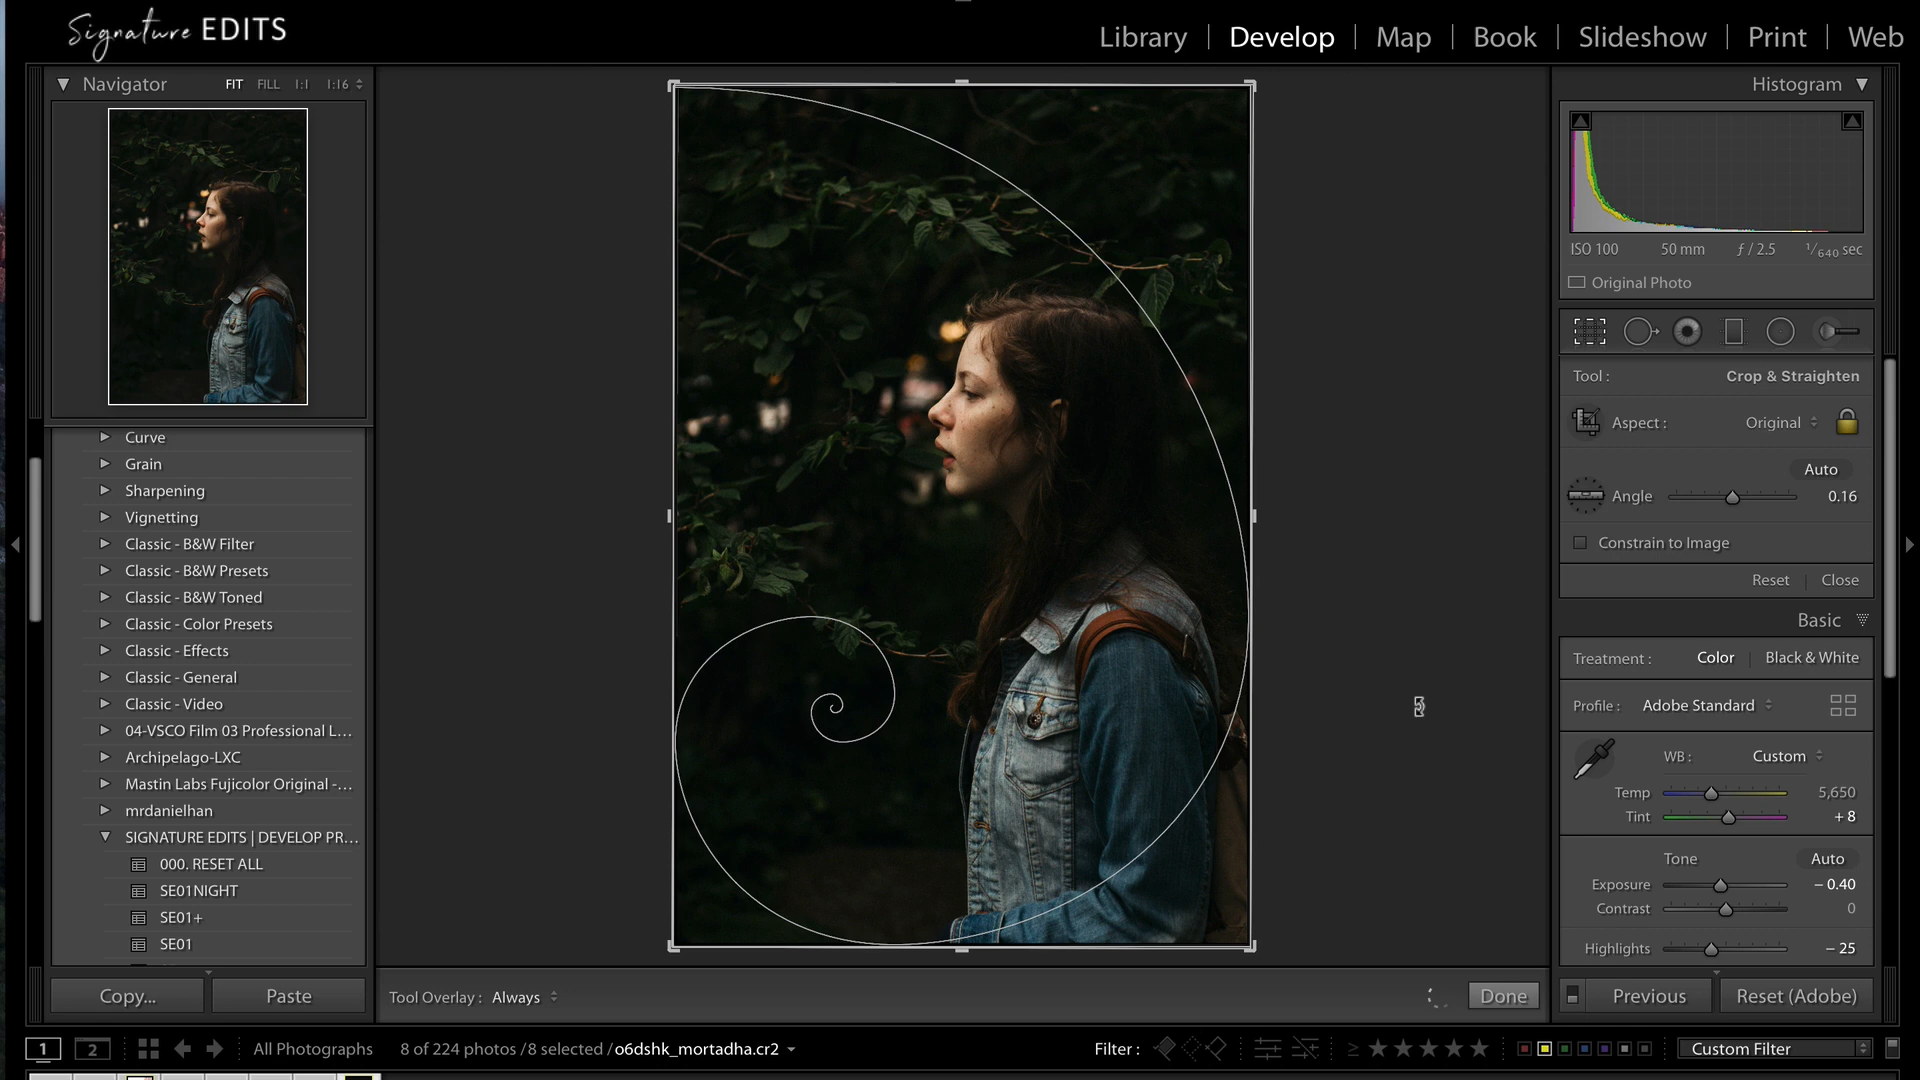 Signature EDITS
Library | Develop | Map | Book | Slideshow | Print | Web
Navigator FIT FILL 1:1 1:16
Curve
Grain
Sharpening
Vignetting
Classic - B&W Filter
Classic - B&W Presets
Classic - B&W Toned
Classic - Color Presets
Classic - Effects
Classic - General
Classic - Video
04-VSCO Film 03 Professional L...
Archipelago-LXC
Mastin Labs Fujicolor Original -...
mrdanielhan
SIGNATURE EDITS | DEVELOP PR...
000. RESET ALL
SE01NIGHT
SE01+
SE01
Copy... Paste
Tool Overlay : Always
Done
Histogram
ISO 100 50 mm ƒ / 2.5 1/640 sec
Original Photo
Tool : Crop & Straighten
Aspect : Original
Auto
Angle 0.16
Constrain to Image
Reset | Close
Basic
Treatment : Color | Black & White
Profile : Adobe Standard
WB : Custom
Temp 5,650
Tint + 8
Tone Auto
Exposure – 0.40
Contrast 0
Highlights – 25
Previous Reset (Adobe)
1 2 All Photographs 8 of 224 photos /8 selected /o6dshk_mortadha.cr2 Filter : ≥ ★★★★★ Custom Filter